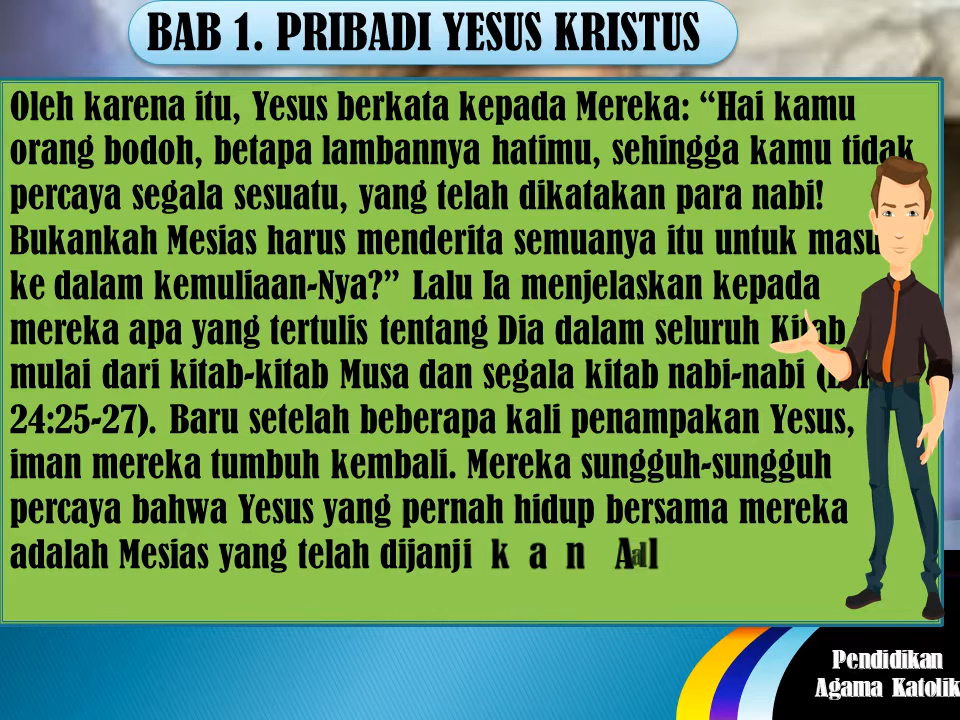 BAB 1. PRIBADI YESUS KRISTUS
Oleh karena itu, Yesus berkata kepada Mereka: “Hai kamu
orang bodoh, betapa lambannya hatimu, sehingga kamu tidak
percaya segala sesuatu, yang telah dikatakan para nabi!
Bukankah Mesias harus menderita semuanya itu untuk
ke dalam kemuliaan-Nya?” Lalu Ia menjelaskan kepada
mereka apa yang tertulis tentang Dia dalam seluruh Kitab
mulai dari kitab-kitab Musa dan segala kitab nabi-nabi
24:25-27). Baru setelah beberapa kali penampakan Yesus,
iman mereka tumbuh kembali. Mereka sungguh-sungguh
percaya bahwa Yesus yang pernah hidup bersama mereka
adalah Mesias yang telah dijanji k a n
Pendidikan
Agama Katolik